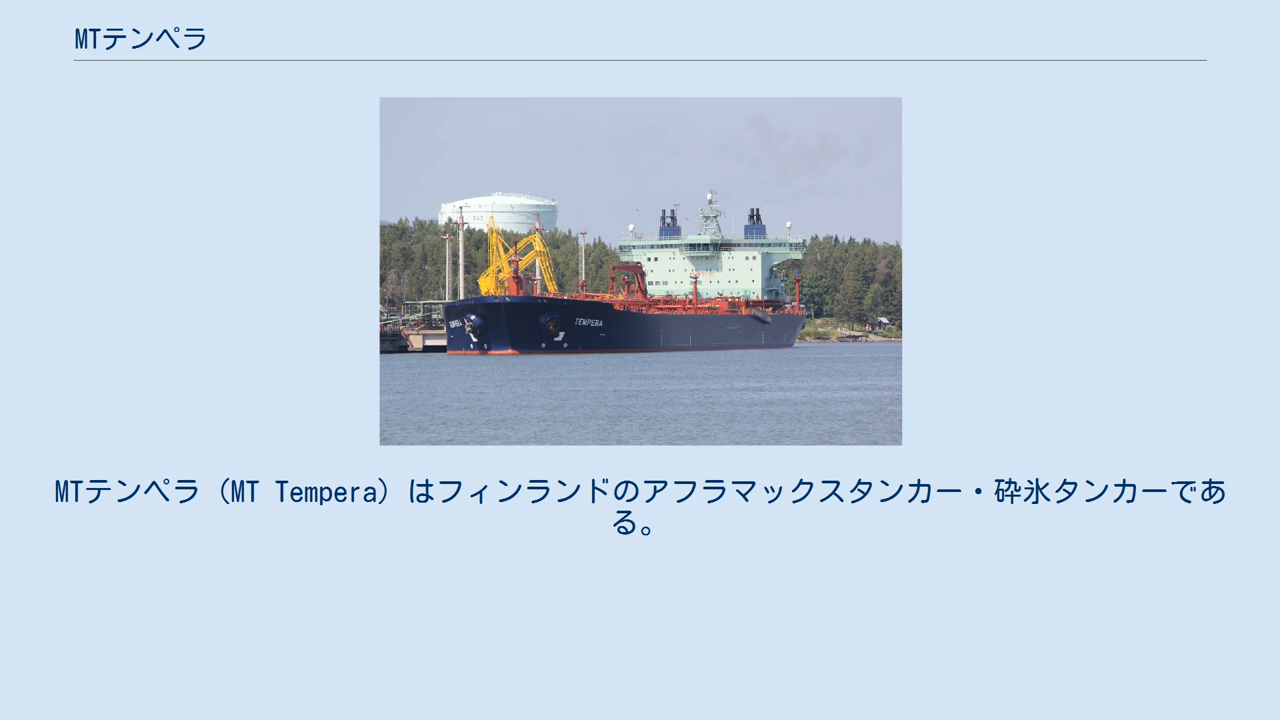 MTテンペラ
T47
TEMPERA
MTテンペラ（MT Tempera）はフィンランドのアフラマックスタンカー・砕氷タンカーであ
る。